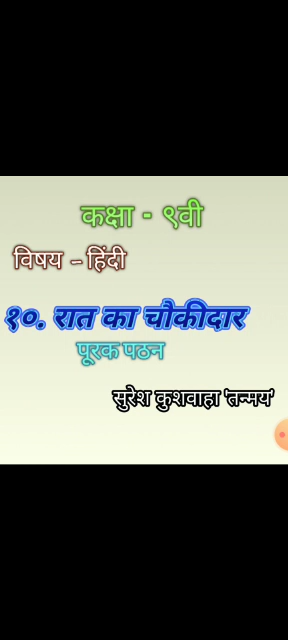 कक्षा - ९वी
विषय - हिंदी
१०. रात का चौकीदार
पूरक पठन
सुरेश कुशवाहा 'तन्मय'